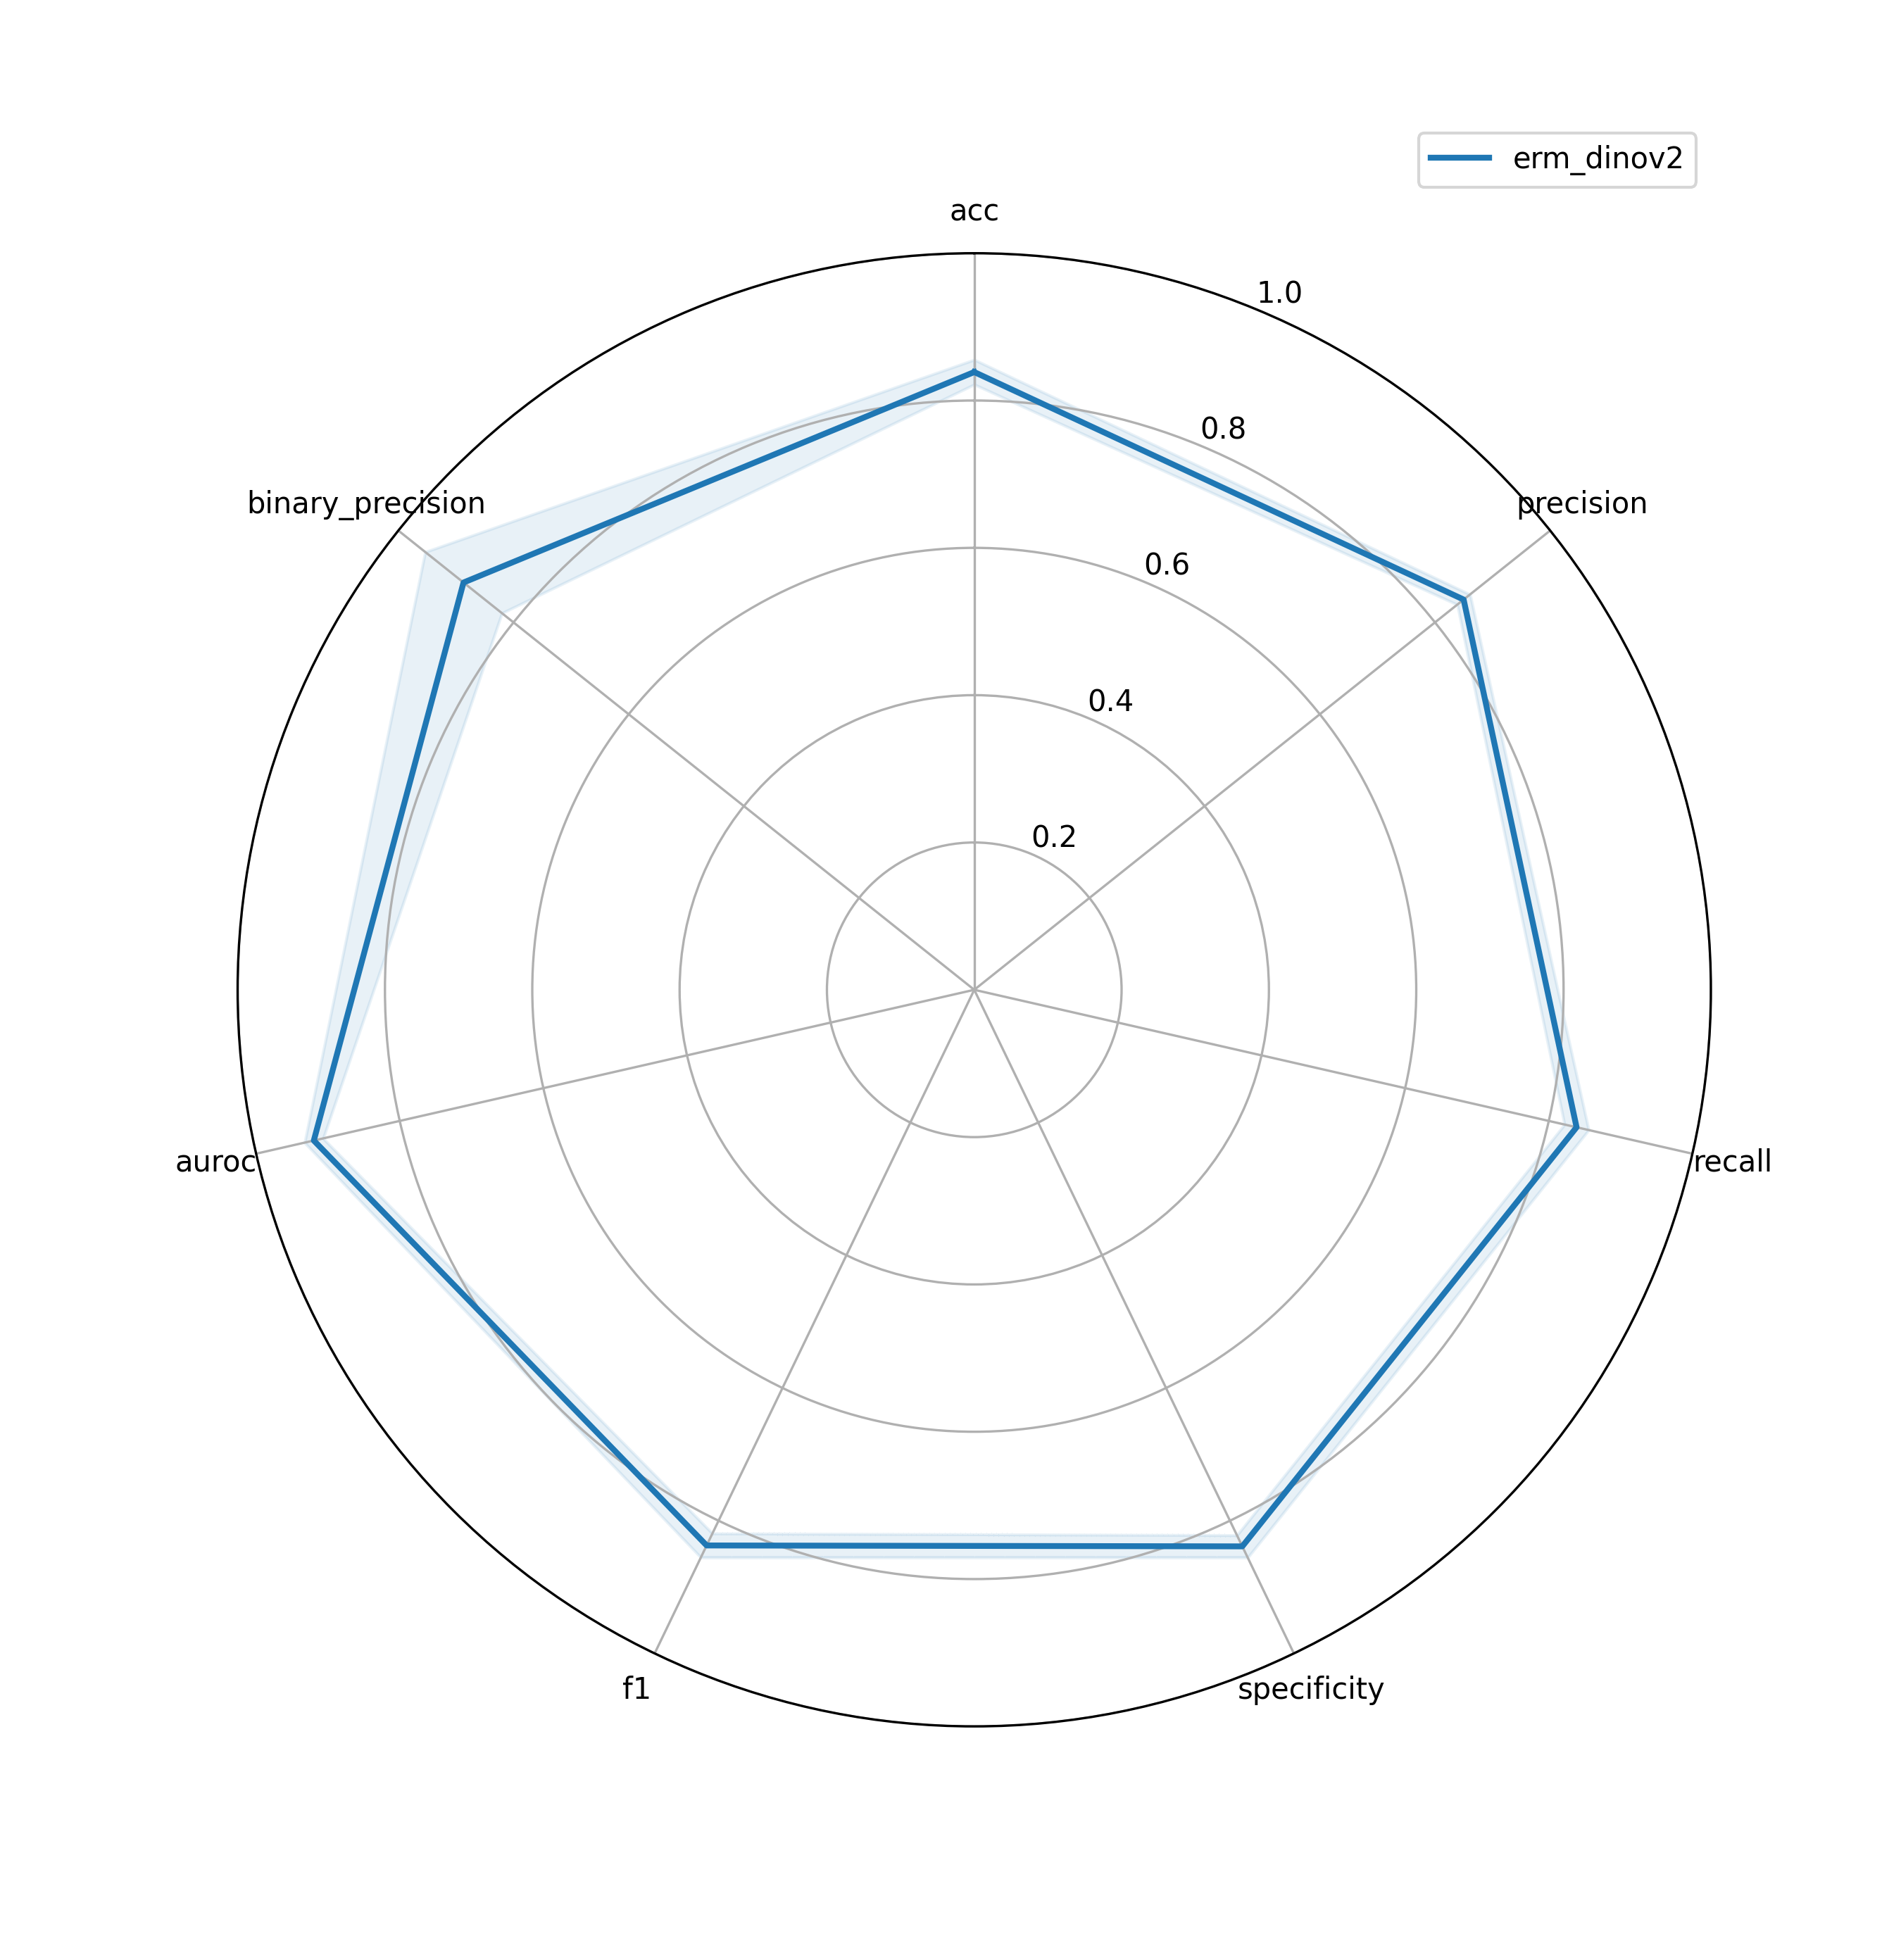 erm_dinov2
acc
1.0
0.8
binary_precision
precision
0.6
0.4
0.2
auroc
recall
f1
specificity